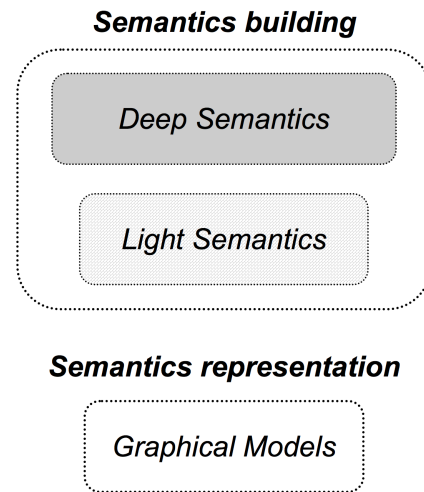 Semantics building
Deep Semantics
Light Semantics
Semantics representation
Graphical Models